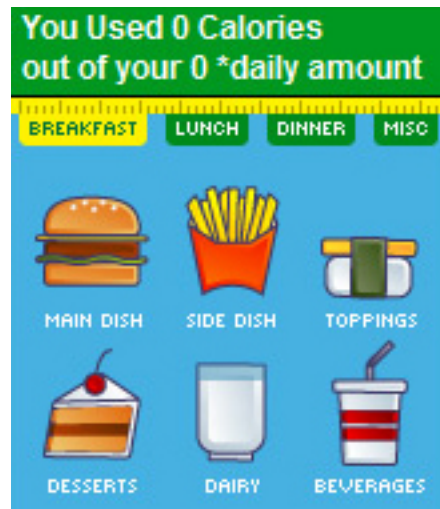 You Used 0 Calories
out of your 0 *daily amount
BREAKFAST LUNCH DINNER MISC
MAIN DISH SIDE DISH TOPPINGS
DESSERTS DAIRY BEVERAGES